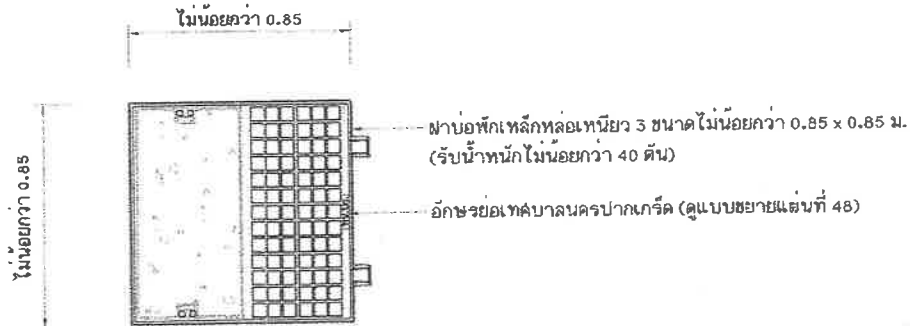 ไม่น้อยกว่า 0.85
ไม่น้อยกว่า 0.85
ฝาบ่อพักเหล็กหล่อเหนียว 3 ขนาดไม่น้อยกว่า 0.85 x 0.85 ม.
(รับน้ำหนักไม่น้อยกว่า 40 ตัน)
อักษรย่อเทศบาลนครปากเกร็ด (ดูแบบขยายแผ่นที่ 48)